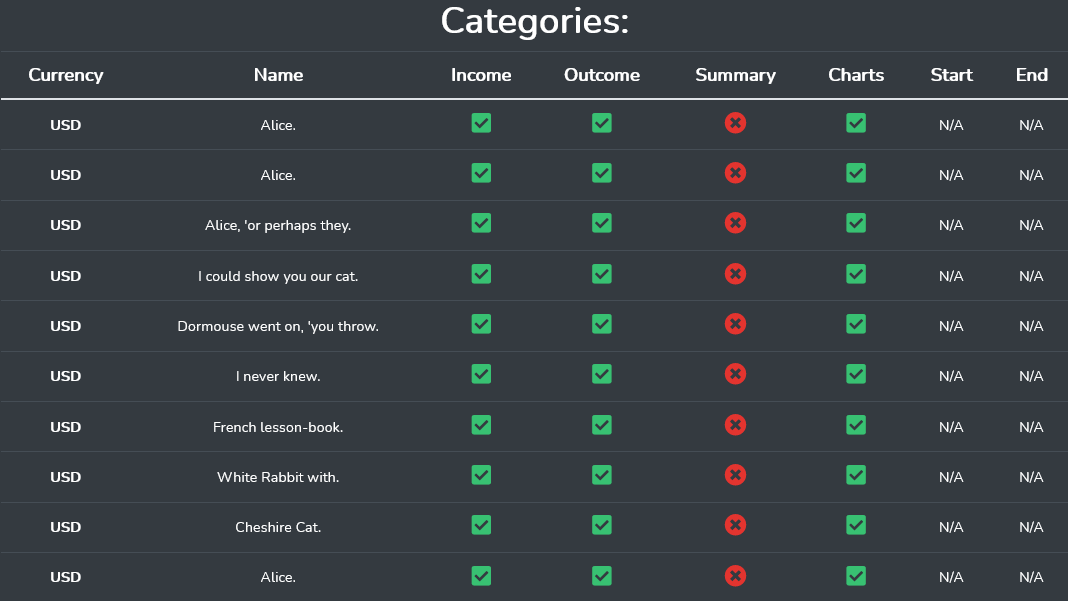 Categories:
Currency Name Income Outcome Summary Charts Start End
USD Alice. N/A N/A
USD Alice. N/A N/A
USD Alice, 'or perhaps they. N/A N/A
USD I could show you our cat. N/A N/A
USD Dormouse went on, 'you throw. N/A N/A
USD I never knew. N/A N/A
USD French lesson-book. N/A N/A
USD White Rabbit with. N/A N/A
USD Cheshire Cat. N/A N/A
USD Alice. N/A N/A